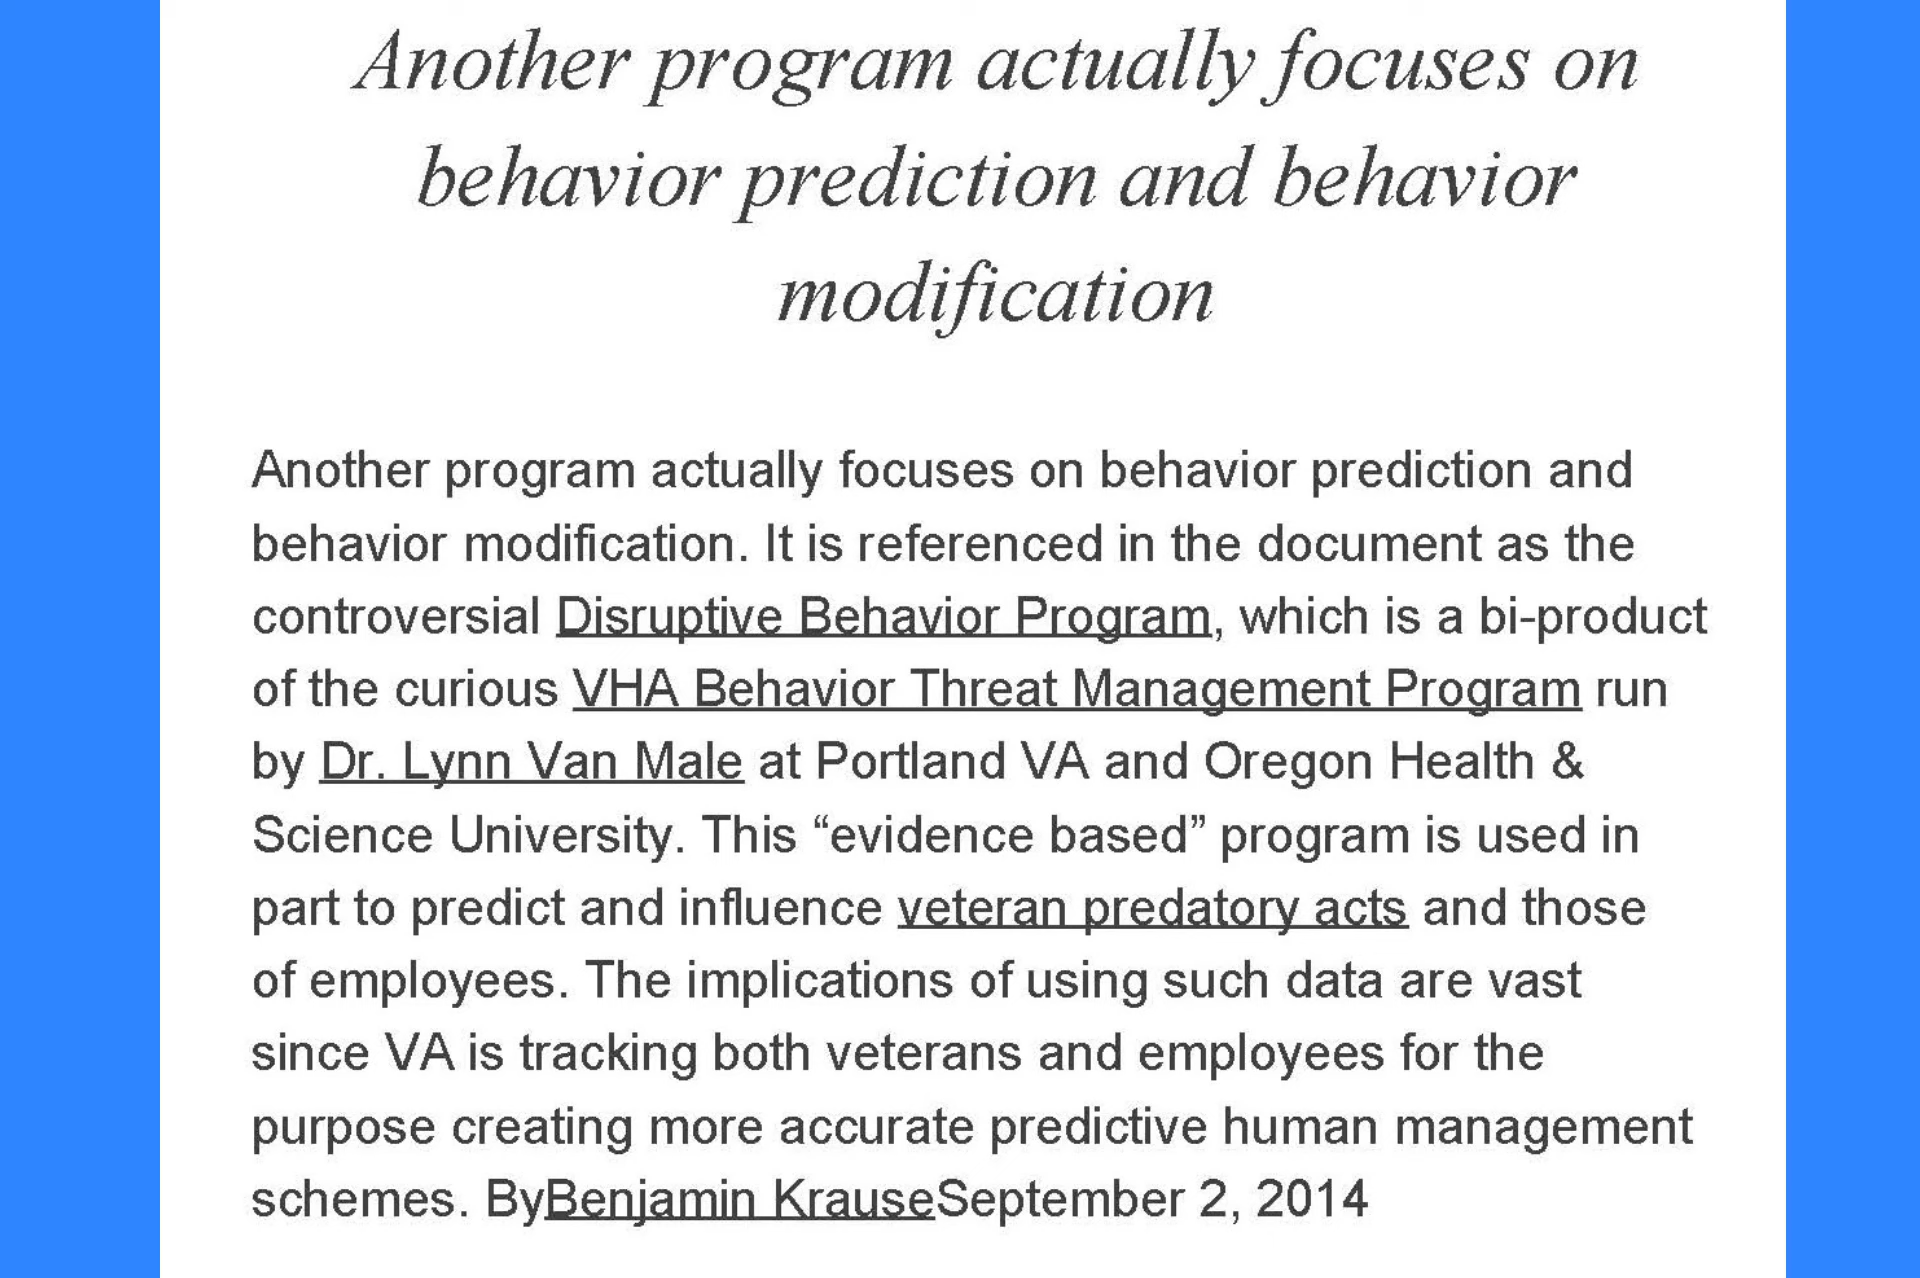 Another program actually focuses on
behavior prediction and behavior
modification
Another program actually focuses on behavior prediction and
behavior modification. It is referenced in the document as the
controversial Disruptive Behavior Program, which is a bi-product
of the curious VHA Behavior Threat Management Program run
by Dr. Lynn Van Male at Portland VA and Oregon Health &
Science University. This “evidence based” program is used in
part to predict and influence veteran predatory acts and those
of employees. The implications of using such data are vast
since VA is tracking both veterans and employees for the
purpose creating more accurate predictive human management
schemes. ByBenjamin KrauseSeptember 2, 2014